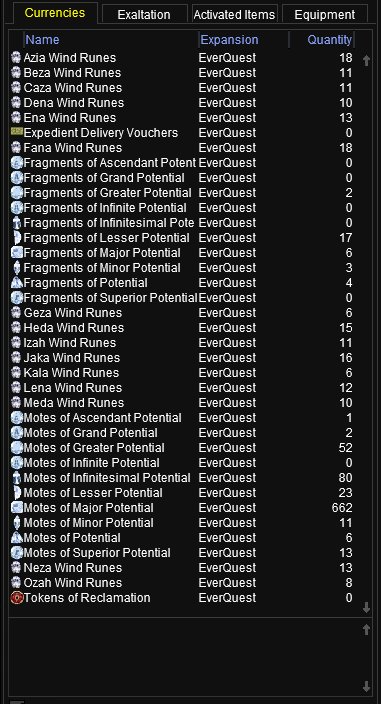 Currencies Exaltation Activated Items Equipment
Name Expansion Quantity
Azia Wind Runes EverQuest 18
Beza Wind Runes EverQuest 11
Caza Wind Runes EverQuest 11
Dena Wind Runes EverQuest 10
Ena Wind Runes EverQuest 13
Expedient Delivery Vouchers EverQuest 0
Fana Wind Runes EverQuest 18
Fragments of Ascendant Potent EverQuest 0
Fragments of Grand Potential EverQuest 0
Fragments of Greater Potential EverQuest 2
Fragments of Infinite Potential EverQuest 0
Fragments of Infinitesimal Pote EverQuest 0
Fragments of Lesser Potential EverQuest 17
Fragments of Major Potential EverQuest 6
Fragments of Minor Potential EverQuest 3
Fragments of Potential EverQuest 4
Fragments of Superior Potential EverQuest 0
Geza Wind Runes EverQuest 6
Heda Wind Runes EverQuest 15
Izah Wind Runes EverQuest 11
Jaka Wind Runes EverQuest 16
Kala Wind Runes EverQuest 6
Lena Wind Runes EverQuest 12
Meda Wind Runes EverQuest 10
Motes of Ascendant Potential EverQuest 1
Motes of Grand Potential EverQuest 2
Motes of Greater Potential EverQuest 52
Motes of Infinite Potential EverQuest 0
Motes of Infinitesimal Potential EverQuest 80
Motes of Lesser Potential EverQuest 23
Motes of Major Potential EverQuest 662
Motes of Minor Potential EverQuest 11
Motes of Potential EverQuest 6
Motes of Superior Potential EverQuest 13
Neza Wind Runes EverQuest 13
Ozah Wind Runes EverQuest 8
Tokens of Reclamation EverQuest 0